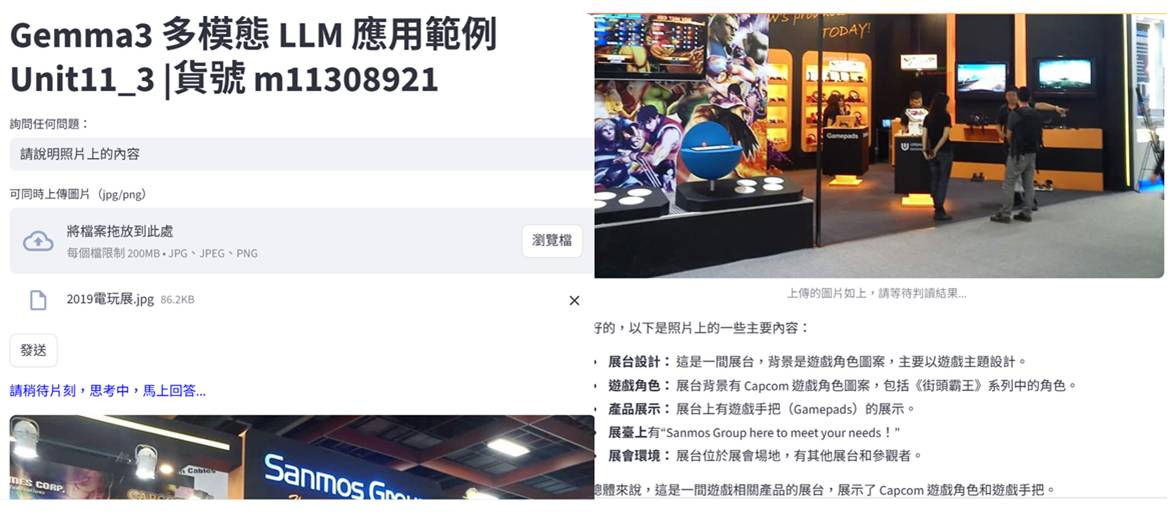 Gemma3 多模態 LLM 應用範例
Unit11_3 |貨號 m11308921
詢問任何問題：
請說明照片上的內容
可同時上傳圖片（jpg/png）
將檔案拖放到此處
每個檔限制 200MB • JPG、JPEG、PNG
瀏覽檔
2019電玩展.jpg 86.2KB
發送
請稍待片刻，思考中，馬上回答...
MES CORP.
Cables
Sanmos Grou
TODAY!
Gamepads
上傳的圖片如上，請等待判讀結果...
好的，以下是照片上的一些主要內容：
展台設計： 這是一間展台，背景是遊戲角色圖案，主要以遊戲主題設計。
遊戲角色： 展台背景有 Capcom 遊戲角色圖案，包括《街頭霸王》系列中的角色。
產品展示： 展台上有遊戲手把（Gamepads）的展示。
展臺上有“Sanmos Group here to meet your needs！”
展會環境： 展台位於展會場地，有其他展台和參觀者。
總體來說，這是一間遊戲相關產品的展台，展示了 Capcom 遊戲角色和遊戲手把。